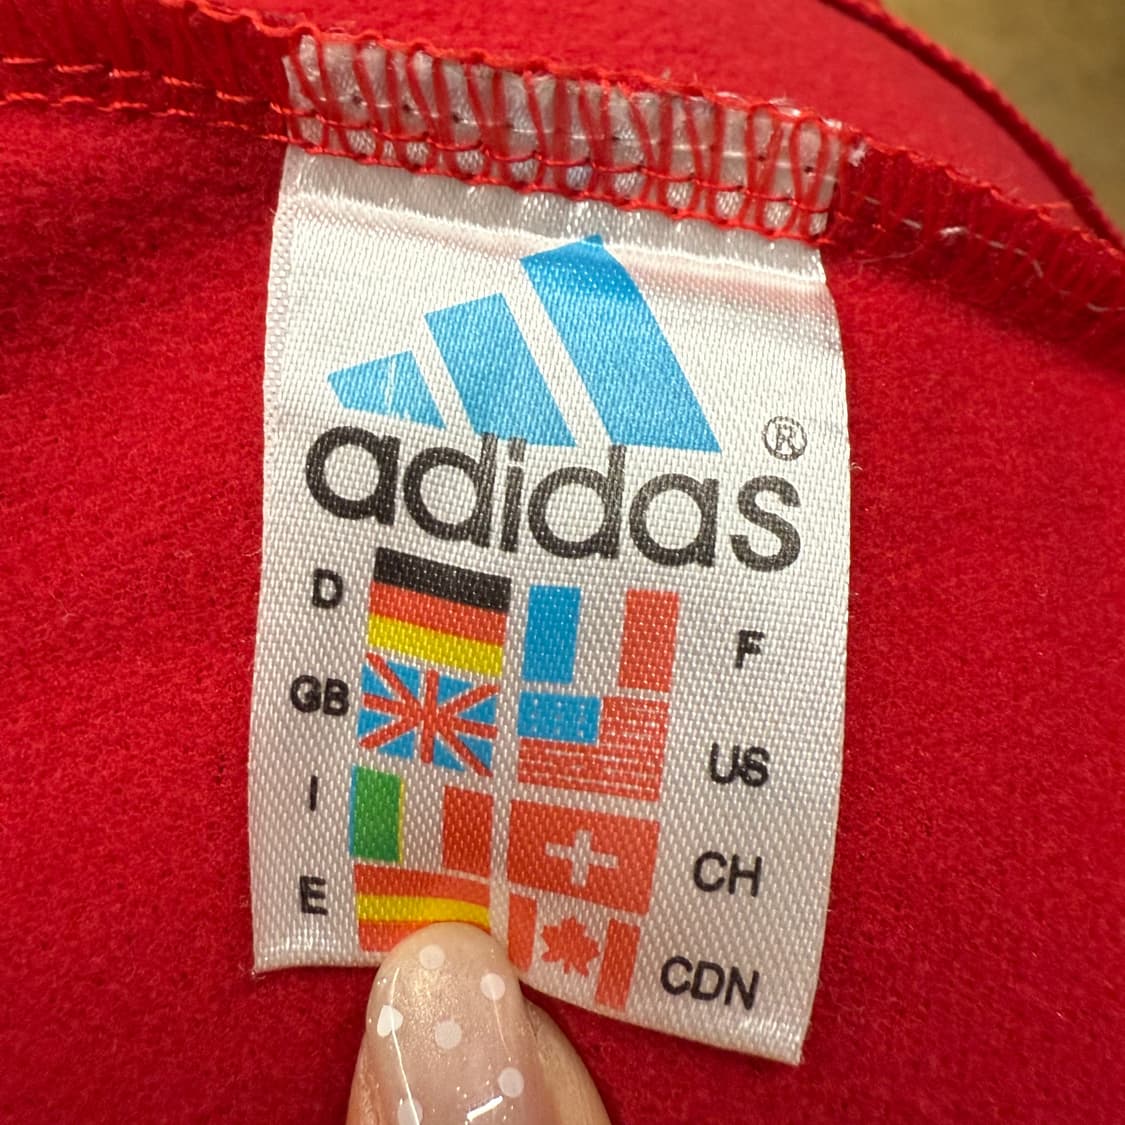 adidas®
D F
GB US
I CH
E CDN